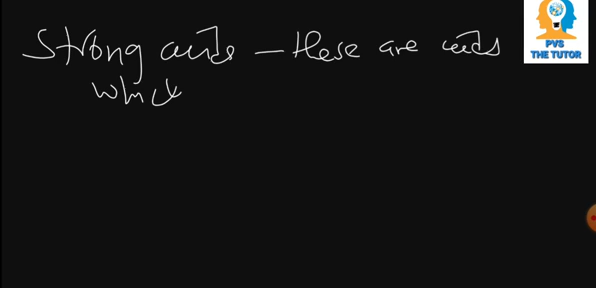 Strong acids – these are acids
which
PVS
THE TUTOR